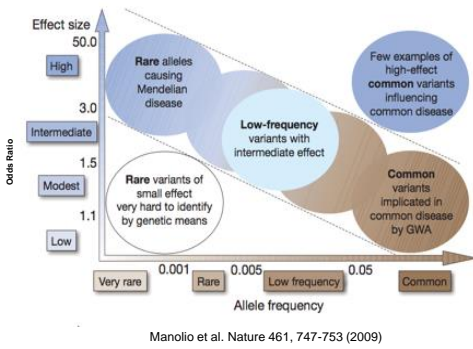 Effect size
50.0
High
3.0
Intermediate
1.5
Modest
1.1
Low
Odds Ratio
Rare alleles
causing
Mendelian
disease
Few examples of
high-effect
common variants
influencing
common disease
Low-frequency
variants with
intermediate effect
Rare variants of
small effect
very hard to identify
by genetic means
Common
variants
implicated in
common disease
by GWA
0.001
0.005
0.05
Very rare
Rare
Low frequency
Common
Allele frequency
Manolio et al. Nature 461, 747-753 (2009)